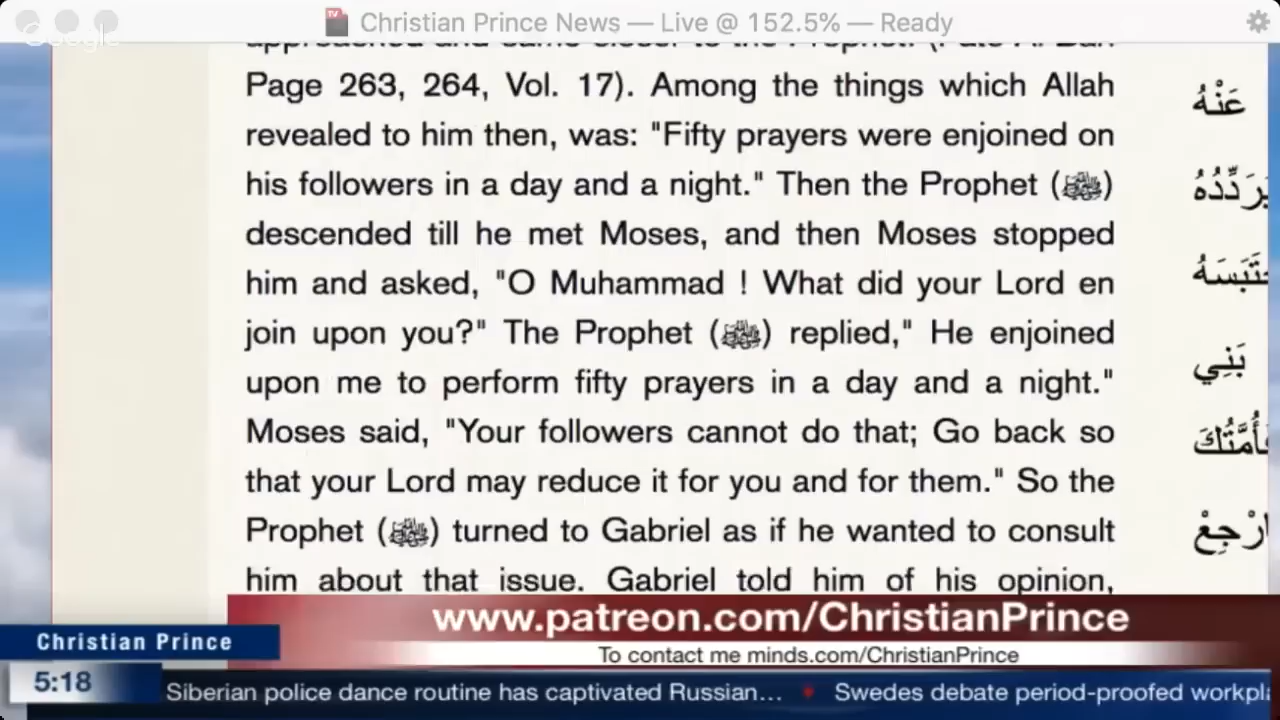 Christian Prince News — Live @ 152.5% — Ready
Google
Page 263, 264, Vol. 17). Among the things which Allah
revealed to him then, was: "Fifty prayers were enjoined on
his followers in a day and a night." Then the Prophet (ﷺ)
descended till he met Moses, and then Moses stopped
him and asked, "O Muhammad ! What did your Lord en
join upon you?" The Prophet (ﷺ) replied," He enjoined
upon me to perform fifty prayers in a day and a night."
Moses said, "Your followers cannot do that; Go back so
that your Lord may reduce it for you and for them." So the
Prophet (ﷺ) turned to Gabriel as if he wanted to consult
him about that issue. Gabriel told him of his opinion,
عَنْهُ
بَنِي
www.patreon.com/ChristianPrince
To contact me minds.com/ChristianPrince
Christian Prince
5:18
Siberian police dance routine has captivated Russian... • Swedes debate period-proofed